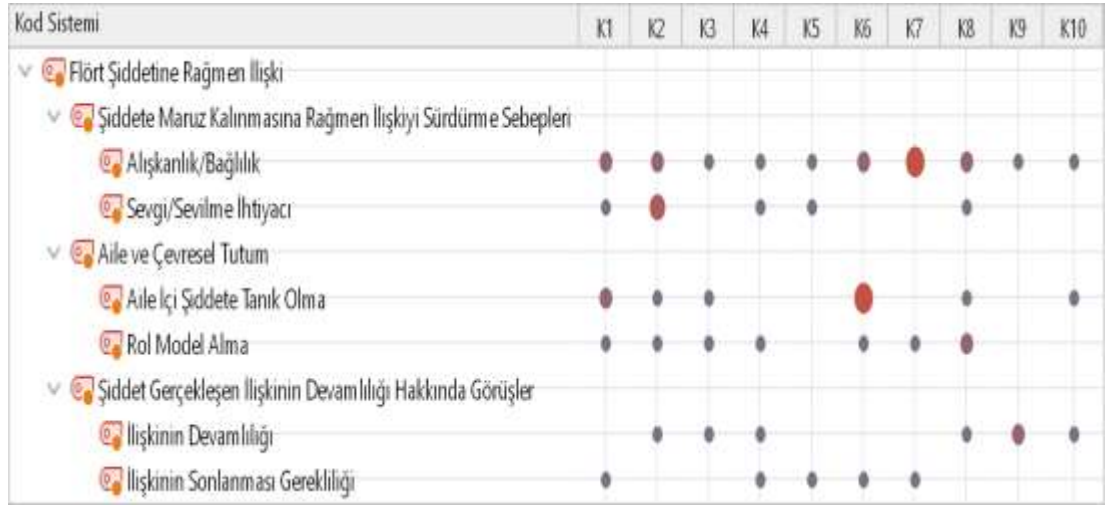 Kod Sistemi K1 K2 K3 K4 K5 K6 K7 K8 K9 K10
Flört Şiddetine Rağmen İlişki
Şiddete Maruz Kalınmasına Rağmen İlişkiyi Sürdürme Sebepleri
Alışkanlık/Bağlılık
Sevgi/Sevilme İhtiyacı
Aile ve Çevresel Tutum
Aile İçi Şiddete Tanık Olma
Rol Model Alma
Şiddet Gerçekleşen İlişkinin Devamlılığı Hakkında Görüşler
İlişkinin Devamlılığı
İlişkinin Sonlanması Gerekliliği